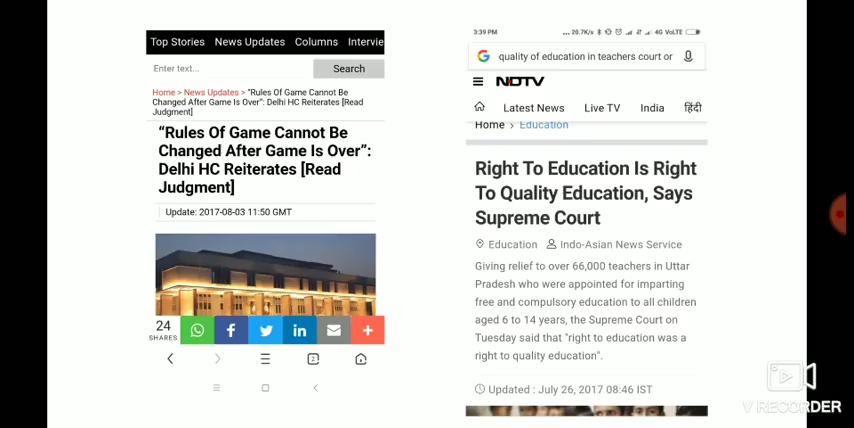 Top Stories News Updates Columns Intervie
Enter text...
Search
Home > News Updates > "Rules Of Game Cannot Be
Changed After Game Is Over": Delhi HC Reiterates [Read
Judgment]
“Rules Of Game Cannot Be
Changed After Game Is Over”:
Delhi HC Reiterates [Read
Judgment]
Update: 2017-08-03 11:50 GMT
24
SHARES
2
3:39 PM
... 20.7K/s 4G VoLTE
quality of education in teachers court or
NDTV
Latest News Live TV India हिंदी
Home > Education
Right To Education Is Right
To Quality Education, Says
Supreme Court
Education Indo-Asian News Service
Giving relief to over 66,000 teachers in Uttar
Pradesh who were appointed for imparting
free and compulsory education to all children
aged 6 to 14 years, the Supreme Court on
Tuesday said that "right to education was a
right to quality education".
Updated : July 26, 2017 08:46 IST
V RECORDER